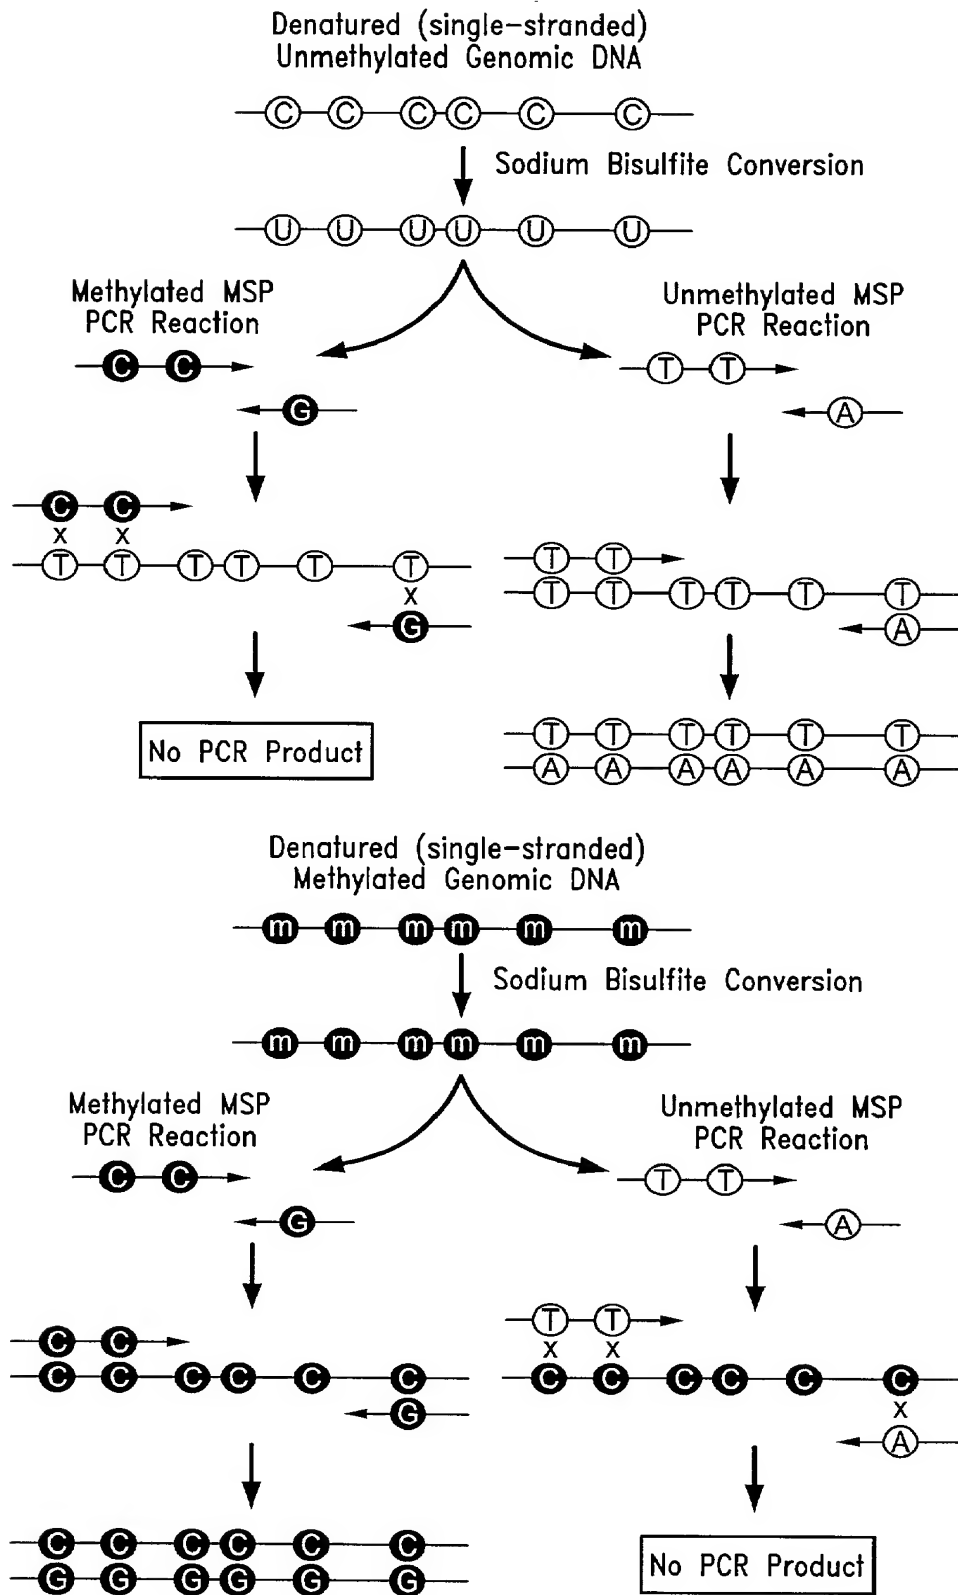 Denatured (single-stranded)
Unmethylated Genomic DNA
C C C C C C
Sodium Bisulfite Conversion
U U U U U U
Methylated MSP
PCR Reaction
Unmethylated MSP
PCR Reaction
C C
T T
G
A
C C
x x
T T T T T T
x
G
T T
T T T T T T
A
No PCR Product
T T T T T T
A A A A A A
Denatured (single-stranded)
Methylated Genomic DNA
m m m m m m
Sodium Bisulfite Conversion
m m m m m m
Methylated MSP
PCR Reaction
Unmethylated MSP
PCR Reaction
C C
T T
G
A
C C
C C C C C C
G
T T
x x
C C C C C C
x
A
C C C C C C
G G G G G G
No PCR Product